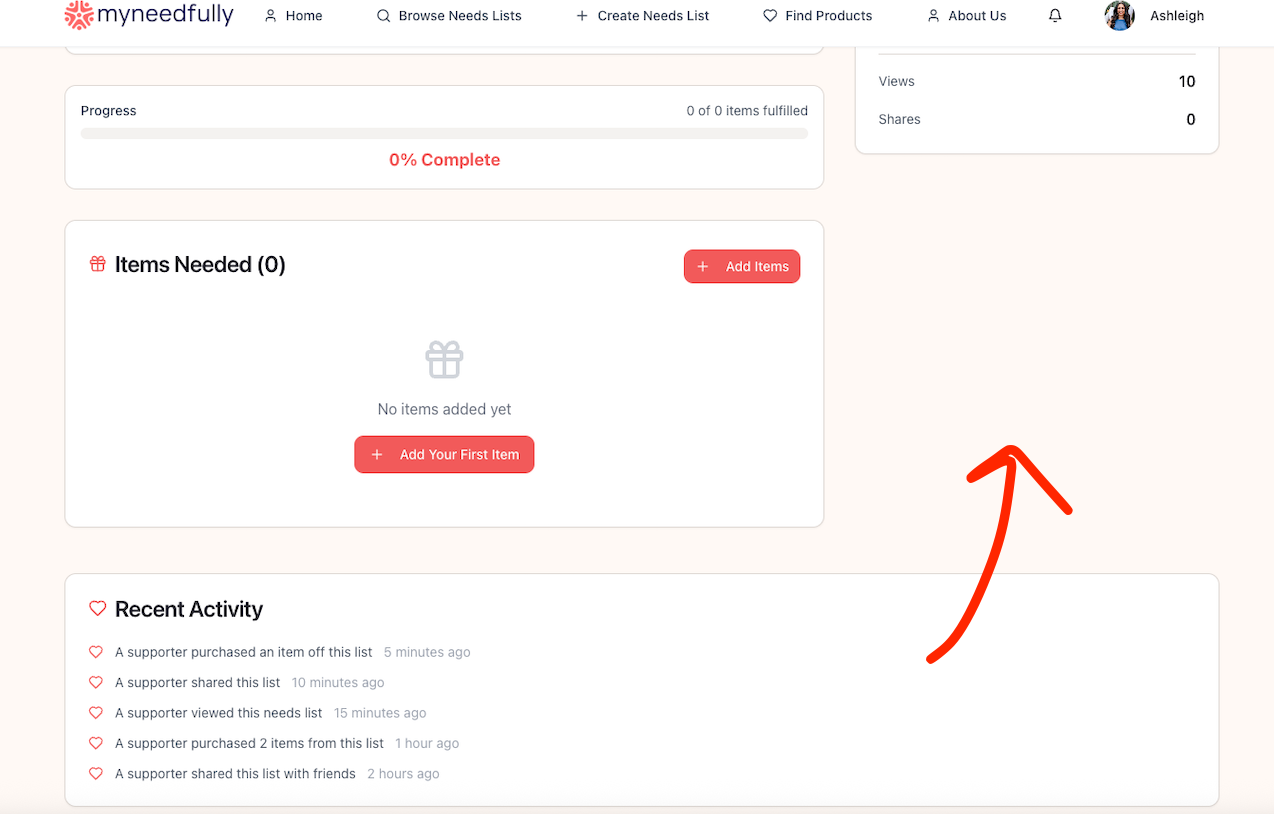 myneedfully Home Browse Needs Lists Create Needs List Find Products About Us Ashleigh
Progress 0 of 0 items fulfilled
0% Complete
Views 10
Shares 0
Items Needed (0)
Add Items
No items added yet
Add Your First Item
Recent Activity
A supporter purchased an item off this list 5 minutes ago
A supporter shared this list 10 minutes ago
A supporter viewed this needs list 15 minutes ago
A supporter purchased 2 items from this list 1 hour ago
A supporter shared this list with friends 2 hours ago